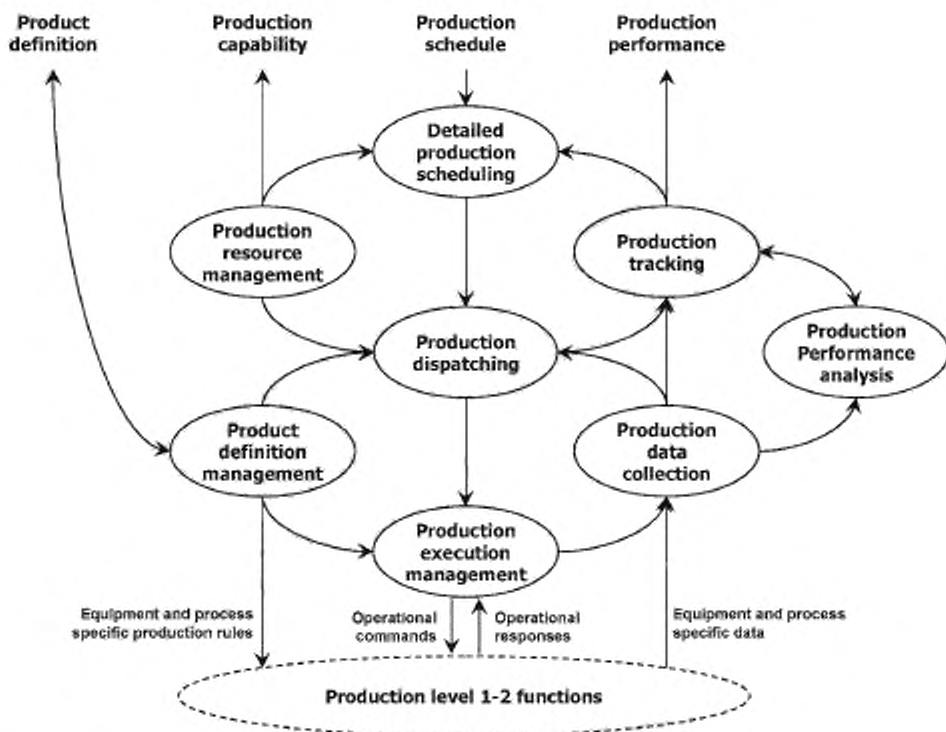 Product
definition
Production
capability
Production
schedule
Production
performance
Detailed
production
scheduling
Production
resource
management
Production
tracking
Production
dispatching
Production
Performance
analysis
Product
definition
management
Production
data
collection
Production
execution
management
Equipment and process
specific production rules
Operational
commands
Operational
responses
Equipment and process
specific data
Production level 1-2 functions